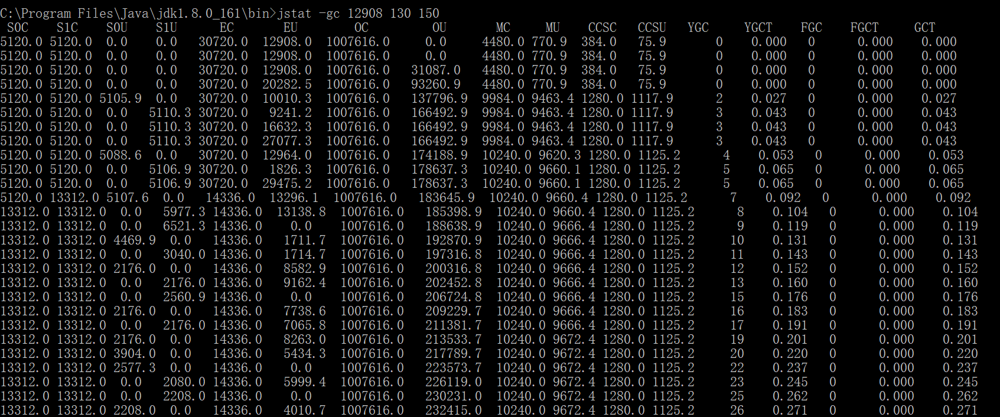 C:\Program Files\Java\jdk1.8.0_161\bin>jstat -gc 12908 130 150
S0C S1C S0U S1U EC EU OC OU MC MU CCSC CCSU YGC YGCT FGC FGCT GCT
5120.0 5120.0 0.0 0.0 30720.0 12908.0 1007616.0 0.0 4480.0 770.9 384.0 75.9 0 0.000 0 0.000 0.000
5120.0 5120.0 0.0 0.0 30720.0 12908.0 1007616.0 0.0 4480.0 770.9 384.0 75.9 0 0.000 0 0.000 0.000
5120.0 5120.0 0.0 0.0 30720.0 12908.0 1007616.0 31087.0 4480.0 770.9 384.0 75.9 0 0.000 0 0.000 0.000
5120.0 5120.0 0.0 0.0 30720.0 20282.5 1007616.0 93260.9 4480.0 770.9 384.0 75.9 0 0.000 0 0.000 0.000
5120.0 5120.0 5105.9 0.0 30720.0 10010.3 1007616.0 137796.9 9984.0 9463.4 1280.0 1117.9 2 0.027 0 0.000 0.027
5120.0 5120.0 0.0 5110.3 30720.0 9241.2 1007616.0 166492.9 9984.0 9463.4 1280.0 1117.9 3 0.043 0 0.000 0.043
5120.0 5120.0 0.0 5110.3 30720.0 16632.3 1007616.0 166492.9 9984.0 9463.4 1280.0 1117.9 3 0.043 0 0.000 0.043
5120.0 5120.0 0.0 5110.3 30720.0 27077.3 1007616.0 166492.9 9984.0 9463.4 1280.0 1117.9 3 0.043 0 0.000 0.043
5120.0 5120.0 5088.6 0.0 30720.0 12964.0 1007616.0 174188.9 10240.0 9620.3 1280.0 1125.2 4 0.053 0 0.000 0.053
5120.0 5120.0 0.0 5106.9 30720.0 1826.3 1007616.0 178637.3 10240.0 9660.1 1280.0 1125.2 5 0.065 0 0.000 0.065
5120.0 5120.0 0.0 5106.9 30720.0 29475.2 1007616.0 178637.3 10240.0 9660.1 1280.0 1125.2 5 0.065 0 0.000 0.065
5120.0 13312.0 5107.6 0.0 14336.0 13296.1 1007616.0 183645.9 10240.0 9660.4 1280.0 1125.2 7 0.092 0 0.000 0.092
13312.0 13312.0 0.0 5977.3 14336.0 13138.8 1007616.0 185398.9 10240.0 9660.4 1280.0 1125.2 8 0.104 0 0.000 0.104
13312.0 13312.0 0.0 6521.3 14336.0 0.0 1007616.0 188638.9 10240.0 9666.4 1280.0 1125.2 9 0.119 0 0.000 0.119
13312.0 13312.0 4469.9 0.0 14336.0 1711.7 1007616.0 192870.9 10240.0 9666.4 1280.0 1125.2 10 0.131 0 0.000 0.131
13312.0 13312.0 0.0 3040.0 14336.0 1714.7 1007616.0 197316.8 10240.0 9666.4 1280.0 1125.2 11 0.143 0 0.000 0.143
13312.0 13312.0 2176.0 0.0 14336.0 8582.9 1007616.0 200316.8 10240.0 9666.4 1280.0 1125.2 12 0.152 0 0.000 0.152
13312.0 13312.0 0.0 2176.0 14336.0 9162.4 1007616.0 202452.8 10240.0 9666.4 1280.0 1125.2 13 0.160 0 0.000 0.160
13312.0 13312.0 0.0 2560.9 14336.0 0.0 1007616.0 206724.8 10240.0 9666.4 1280.0 1125.2 15 0.176 0 0.000 0.176
13312.0 13312.0 2176.0 0.0 14336.0 7738.6 1007616.0 209229.7 10240.0 9666.4 1280.0 1125.2 16 0.183 0 0.000 0.183
13312.0 13312.0 0.0 2176.0 14336.0 7065.8 1007616.0 211381.7 10240.0 9666.4 1280.0 1125.2 17 0.191 0 0.000 0.191
13312.0 13312.0 2176.0 0.0 14336.0 8263.0 1007616.0 213533.7 10240.0 9672.4 1280.0 1125.2 19 0.201 0 0.000 0.201
13312.0 13312.0 3904.0 0.0 14336.0 5434.3 1007616.0 217789.7 10240.0 9672.4 1280.0 1125.2 20 0.220 0 0.000 0.220
13312.0 13312.0 2577.3 0.0 14336.0 0.0 1007616.0 223573.7 10240.0 9672.4 1280.0 1125.2 22 0.237 0 0.000 0.237
13312.0 13312.0 0.0 2080.0 14336.0 5999.4 1007616.0 226119.0 10240.0 9672.4 1280.0 1125.2 23 0.245 0 0.000 0.245
13312.0 13312.0 0.0 2208.0 14336.0 0.0 1007616.0 230231.0 10240.0 9672.4 1280.0 1125.2 25 0.262 0 0.000 0.262
13312.0 13312.0 2208.0 0.0 14336.0 4010.7 1007616.0 232415.0 10240.0 9672.4 1280.0 1125.2 26 0.271 0 0.000 0.271